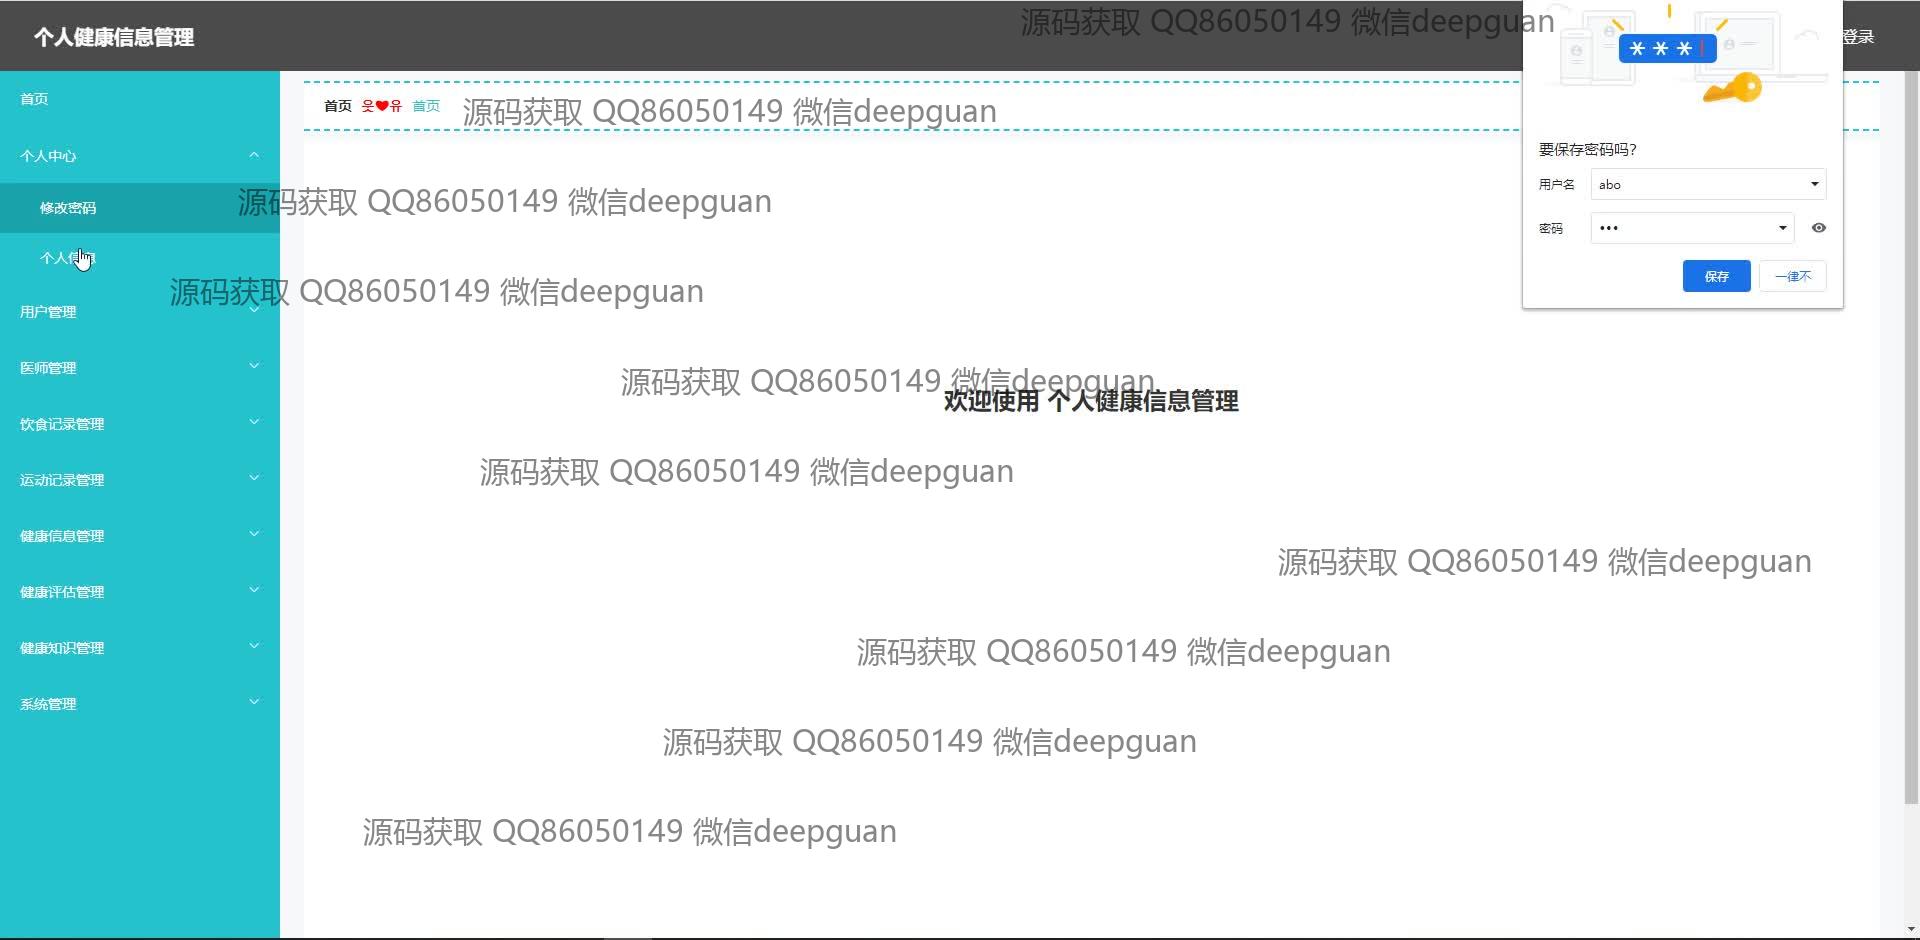 个人健康信息管理
源码获取 QQ86050149 微信deepguan
登录
***
首页
首页 웃❤유 首页
源码获取 QQ86050149 微信deepguan
要保存密码吗?
个人中心
用户名 abo
修改密码
源码获取 QQ86050149 微信deepguan
密码 •••
个人信息
保存 一律不
源码获取 QQ86050149 微信deepguan
用户管理
医师管理
源码获取 QQ86050149 微信deepguan
欢迎使用 个人健康信息管理
饮食记录管理
源码获取 QQ86050149 微信deepguan
运动记录管理
健康信息管理
源码获取 QQ86050149 微信deepguan
健康评估管理
健康知识管理
源码获取 QQ86050149 微信deepguan
系统管理
源码获取 QQ86050149 微信deepguan
源码获取 QQ86050149 微信deepguan